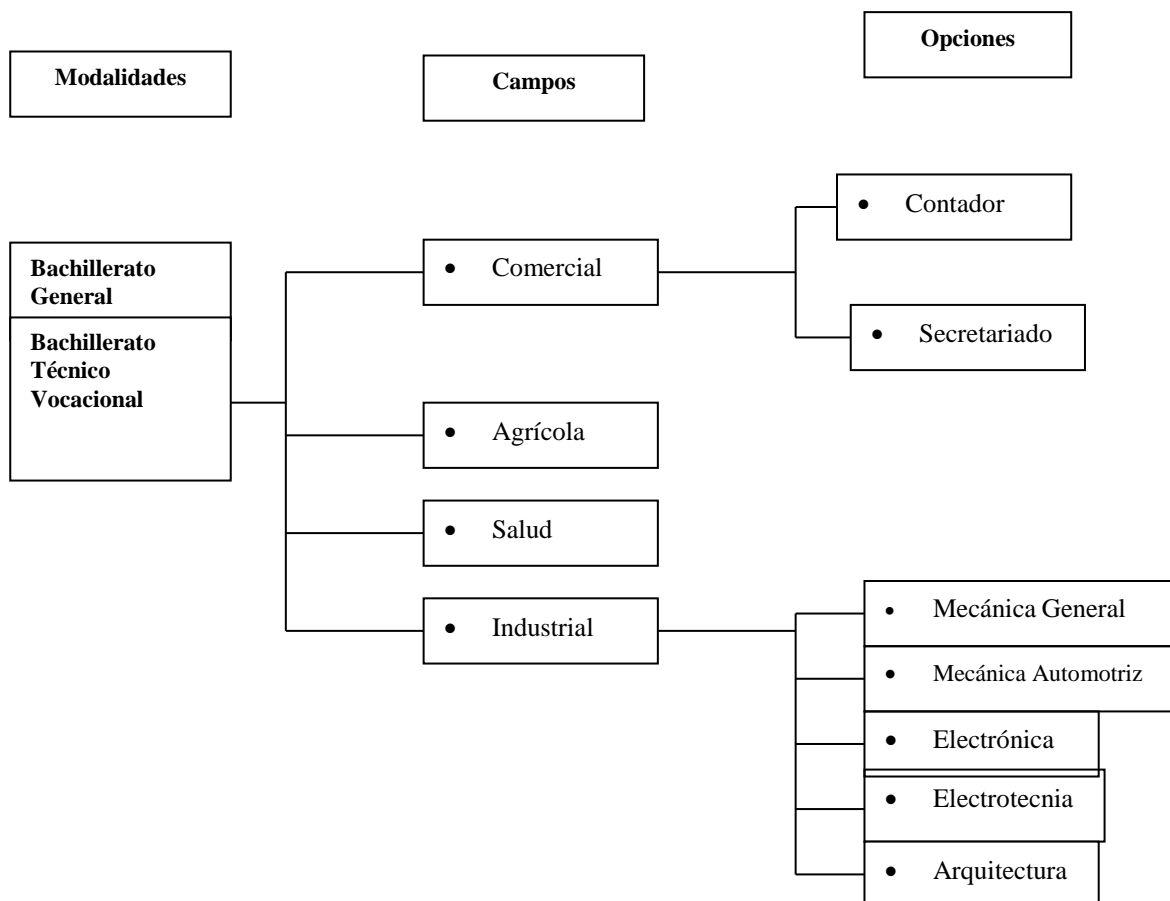 Opciones
Modalidades
Campos
• Contador
Bachillerato
General
• Comercial
• Secretariado
Bachillerato
Técnico
Vocacional
• Agrícola
• Salud
• Industrial
• Mecánica General
• Mecánica Automotriz
• Electrónica
• Electrotecnia
• Arquitectura